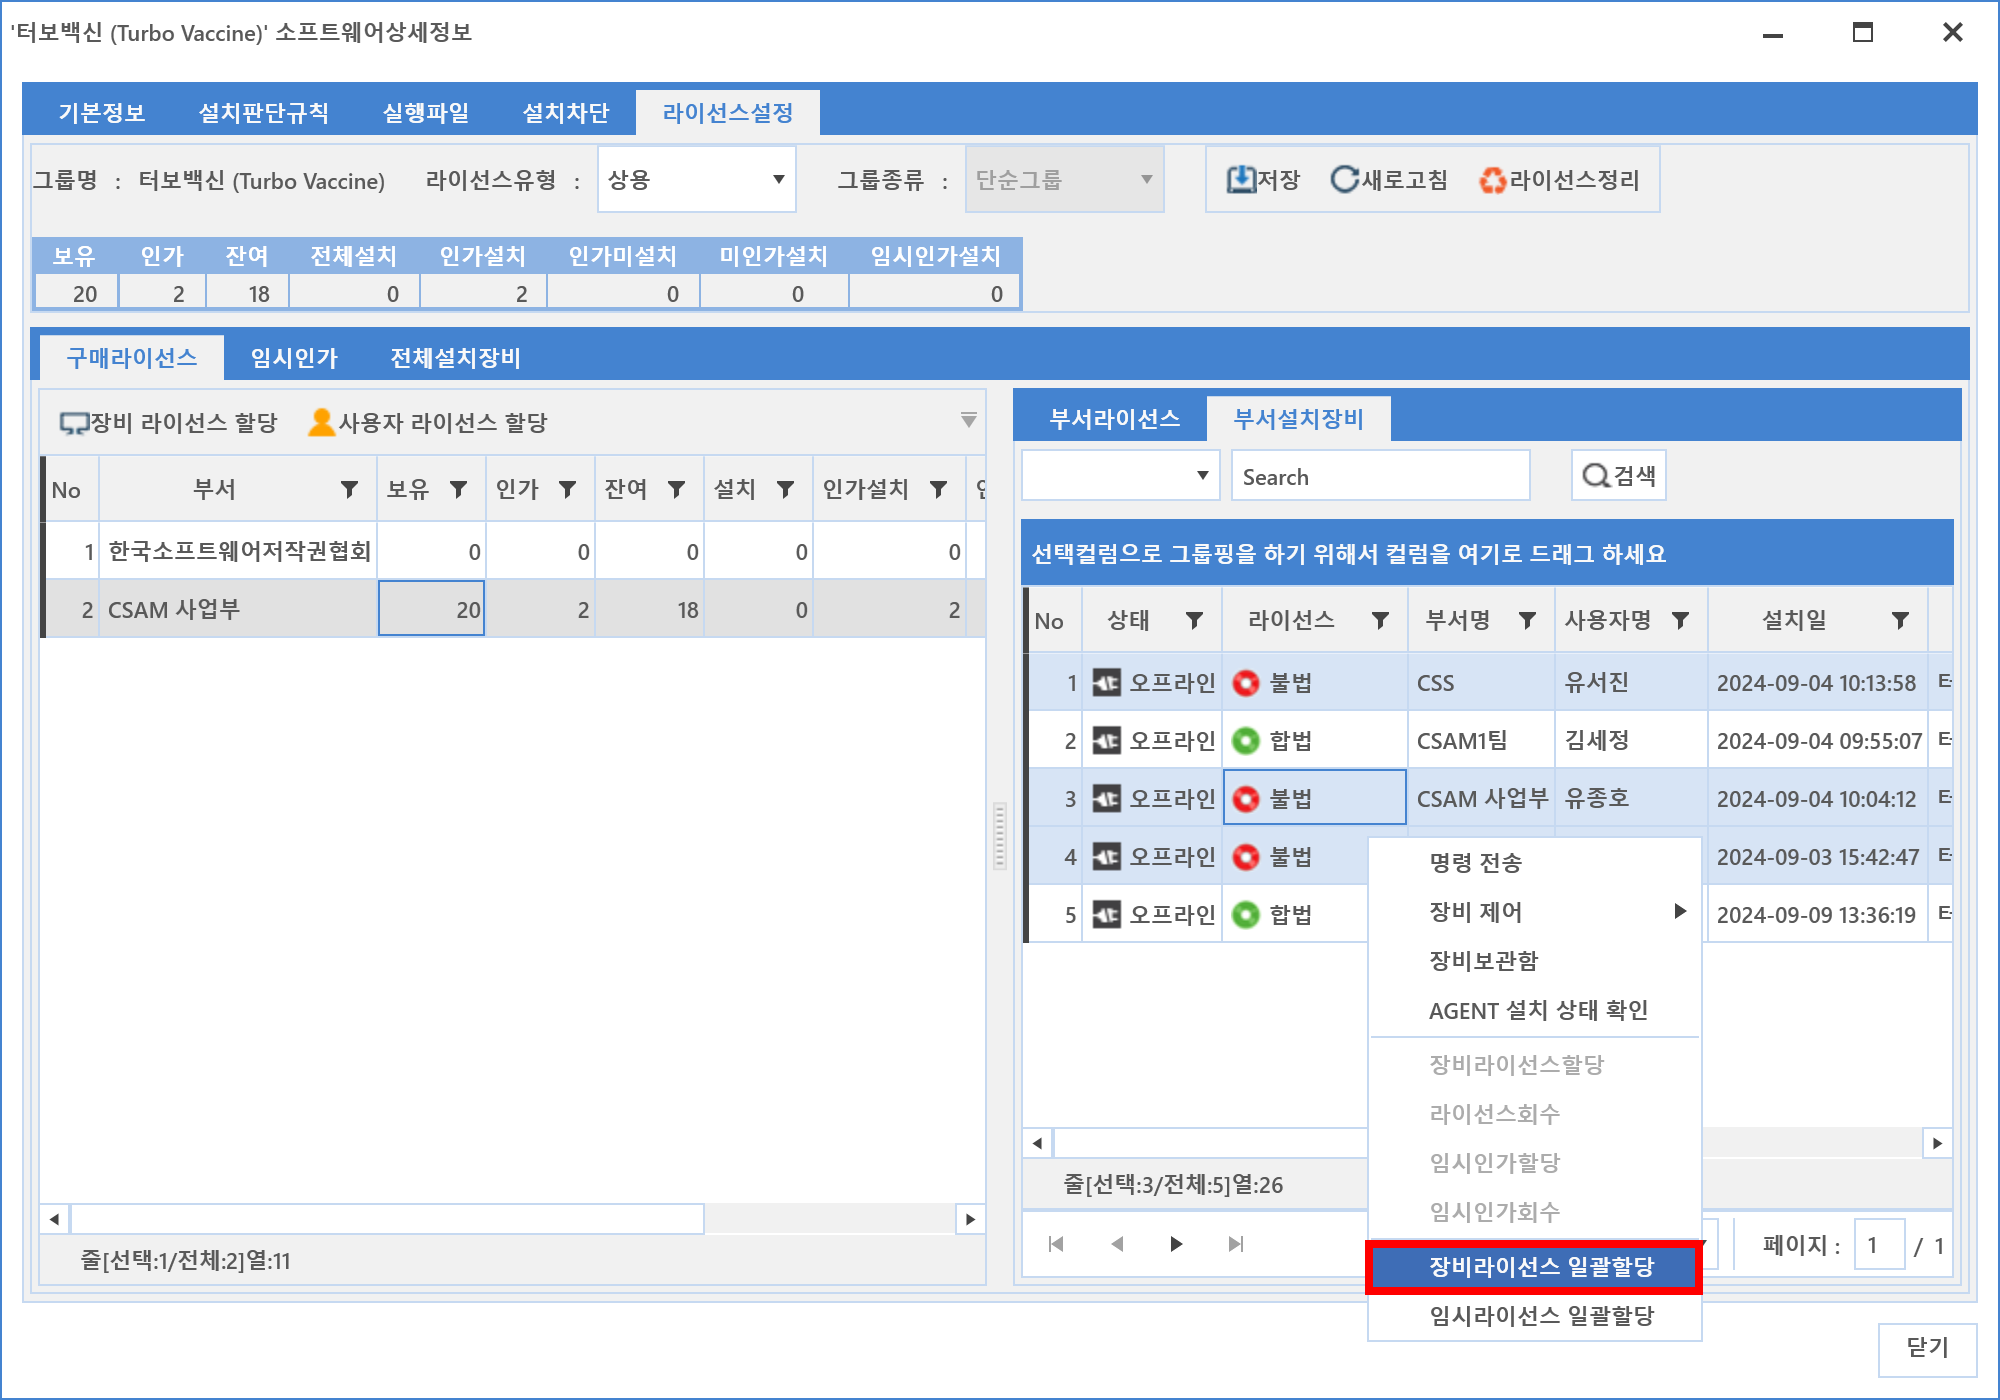 '터보백신 (Turbo Vaccine)' 소프트웨어상세정보
기본정보 설치판단규칙 실행파일 설치차단 라이선스설정
그룹명 : 터보백신 (Turbo Vaccine) 라이선스유형 : 상용 그룹종류 : 단순그룹 저장 새로고침 라이선스정리
보유 인가 잔여 전체설치 인가설치 인가미설치 미인가설치 임시인가설치
20 2 18 0 2 0 0 0
구매라이선스 임시인가 전체설치장비
장비 라이선스 할당 사용자 라이선스 할당
No 부서 보유 인가 잔여 설치 인가설치
1 한국소프트웨어저작권협회 0 0 0 0 0
2 CSAM 사업부 20 2 18 0 2
줄[선택:1/전체:2]열:11
부서라이선스 부서설치장비
Search 검색
선택컬럼으로 그룹핑을 하기 위해서 컬럼을 여기로 드래그 하세요
No 상태 라이선스 부서명 사용자명 설치일
1 오프라인 불법 CSS 유서진 2024-09-04 10:13:58
2 오프라인 합법 CSAM1팀 김세정 2024-09-04 09:55:07
3 오프라인 불법 CSAM 사업부 유종호 2024-09-04 10:04:12
4 오프라인 불법 2024-09-03 15:42:47
5 오프라인 합법 2024-09-09 13:36:19
명령 전송
장비 제어
장비보관함
AGENT 설치 상태 확인
장비라이선스할당
라이선스회수
임시인가할당
임시인가회수
장비라이선스 일괄할당
임시라이선스 일괄할당
줄[선택:3/전체:5]열:26
페이지 : 1 / 1
닫기